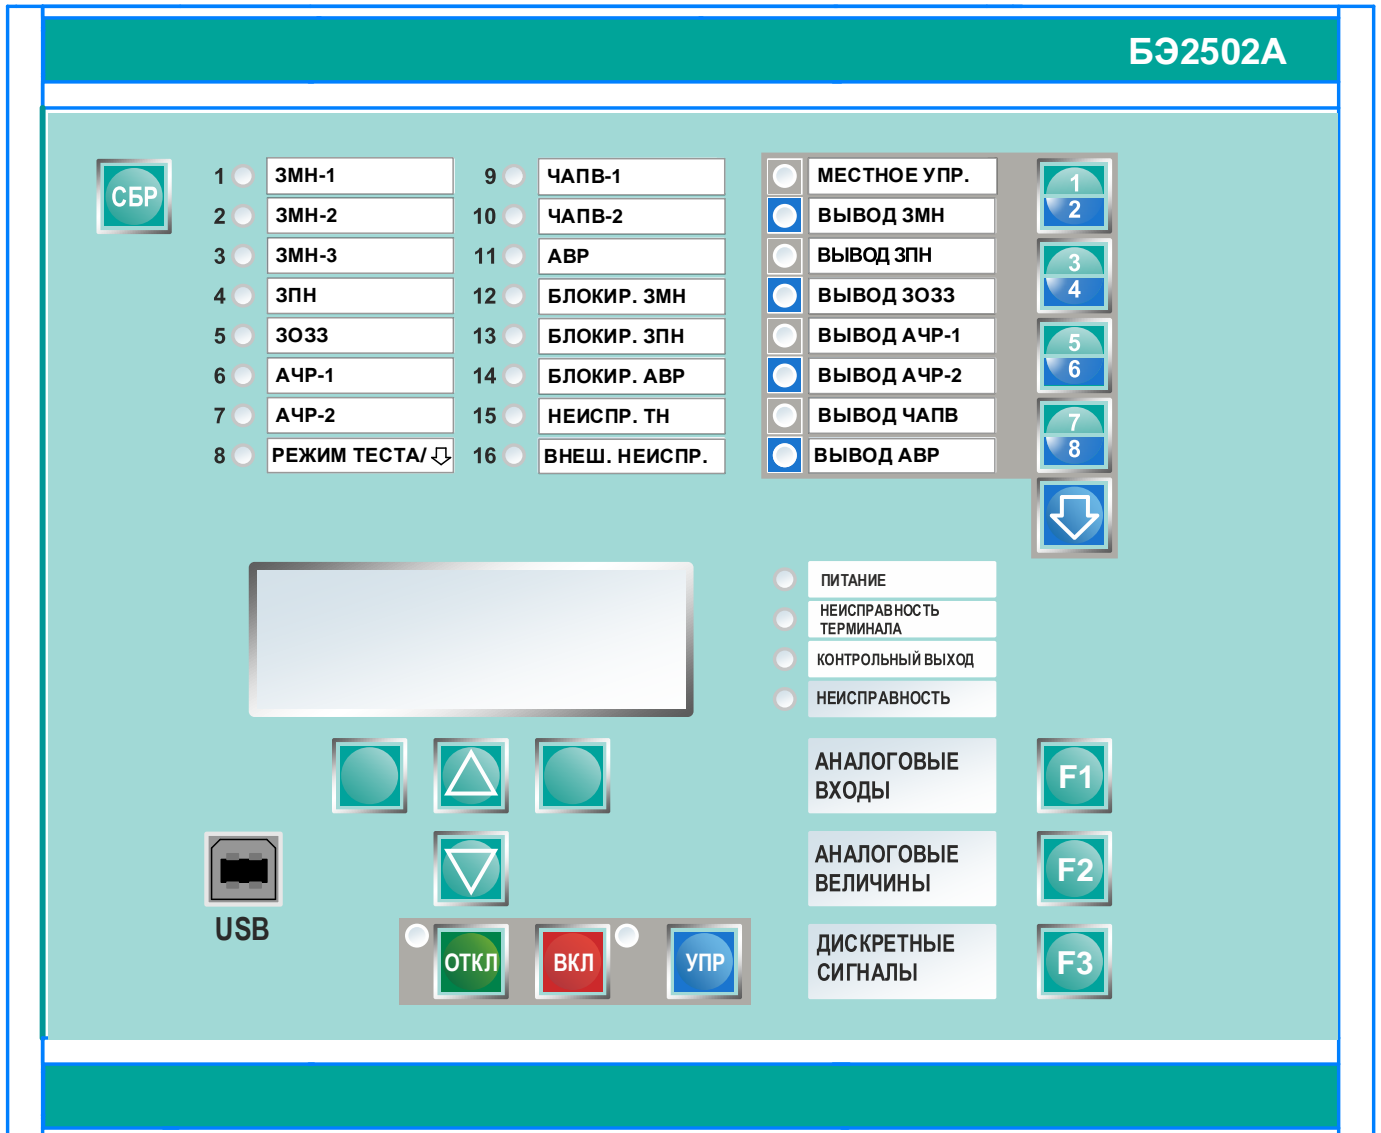 БЭ2502А
СБР
1 ЗМН-1
2 ЗМН-2
3 ЗМН-3
4 ЗПН
5 ЗОЗЗ
6 АЧР-1
7 АЧР-2
8 РЕЖИМ ТЕСТА/
9 ЧАПВ-1
10 ЧАПВ-2
11 АВР
12 БЛОКИР. ЗМН
13 БЛОКИР. ЗПН
14 БЛОКИР. АВР
15 НЕИСПР. ТН
16 ВНЕШ. НЕИСПР.
МЕСТНОЕ УПР.
ВЫВОД ЗМН
ВЫВОД ЗПН
ВЫВОД ЗОЗЗ
ВЫВОД АЧР-1
ВЫВОД АЧР-2
ВЫВОД ЧАПВ
ВЫВОД АВР
1
2
3
4
5
6
7
8
ПИТАНИЕ
НЕИСПРАВНОСТЬ
ТЕРМИНАЛА
КОНТРОЛЬНЫЙ ВЫХОД
НЕИСПРАВНОСТЬ
АНАЛОГОВЫЕ
ВХОДЫ
F1
АНАЛОГОВЫЕ
ВЕЛИЧИНЫ
F2
ДИСКРЕТНЫЕ
СИГНАЛЫ
F3
USB
ОТКЛ
ВКЛ
УПР